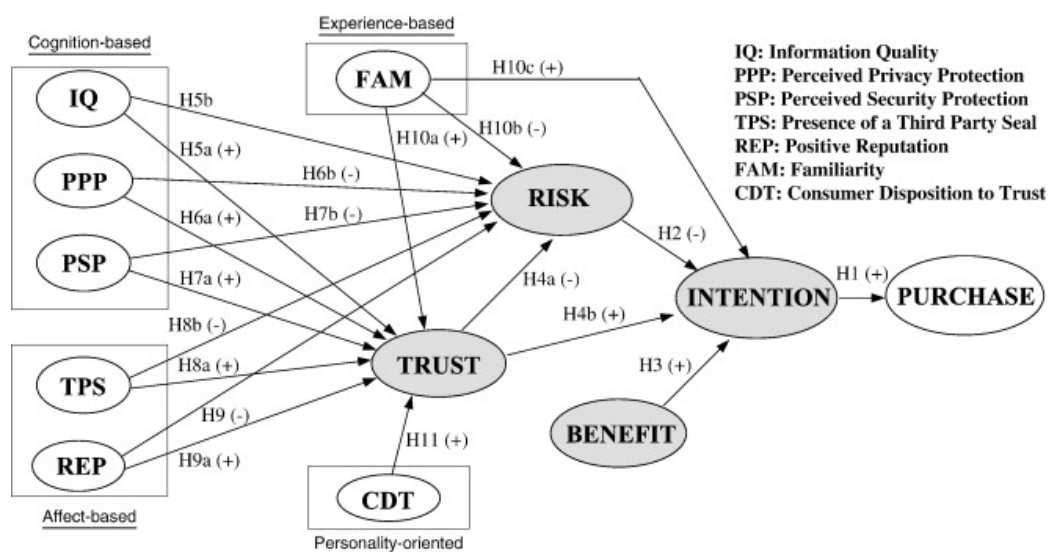 Cognition-based
IQ
PPP
PSP
Experience-based
FAM
H10c (+)
H10a (+)
H10b (-)
H5b
H5a (+)
H6b (-)
H6a (+)
H7b (-)
H7a (+)
RISK
H2 (-)
H4a (-)
H4b (+)
INTENTION
H1 (+)
PURCHASE
H3 (+)
BENEFIT
TRUST
H8b (-)
H8a (+)
H9 (-)
H9a (+)
TPS
REP
Affect-based
H11 (+)
CDT
Personality-oriented
IQ: Information Quality
PPP: Perceived Privacy Protection
PSP: Perceived Security Protection
TPS: Presence of a Third Party Seal
REP: Positive Reputation
FAM: Familiarity
CDT: Consumer Disposition to Trust